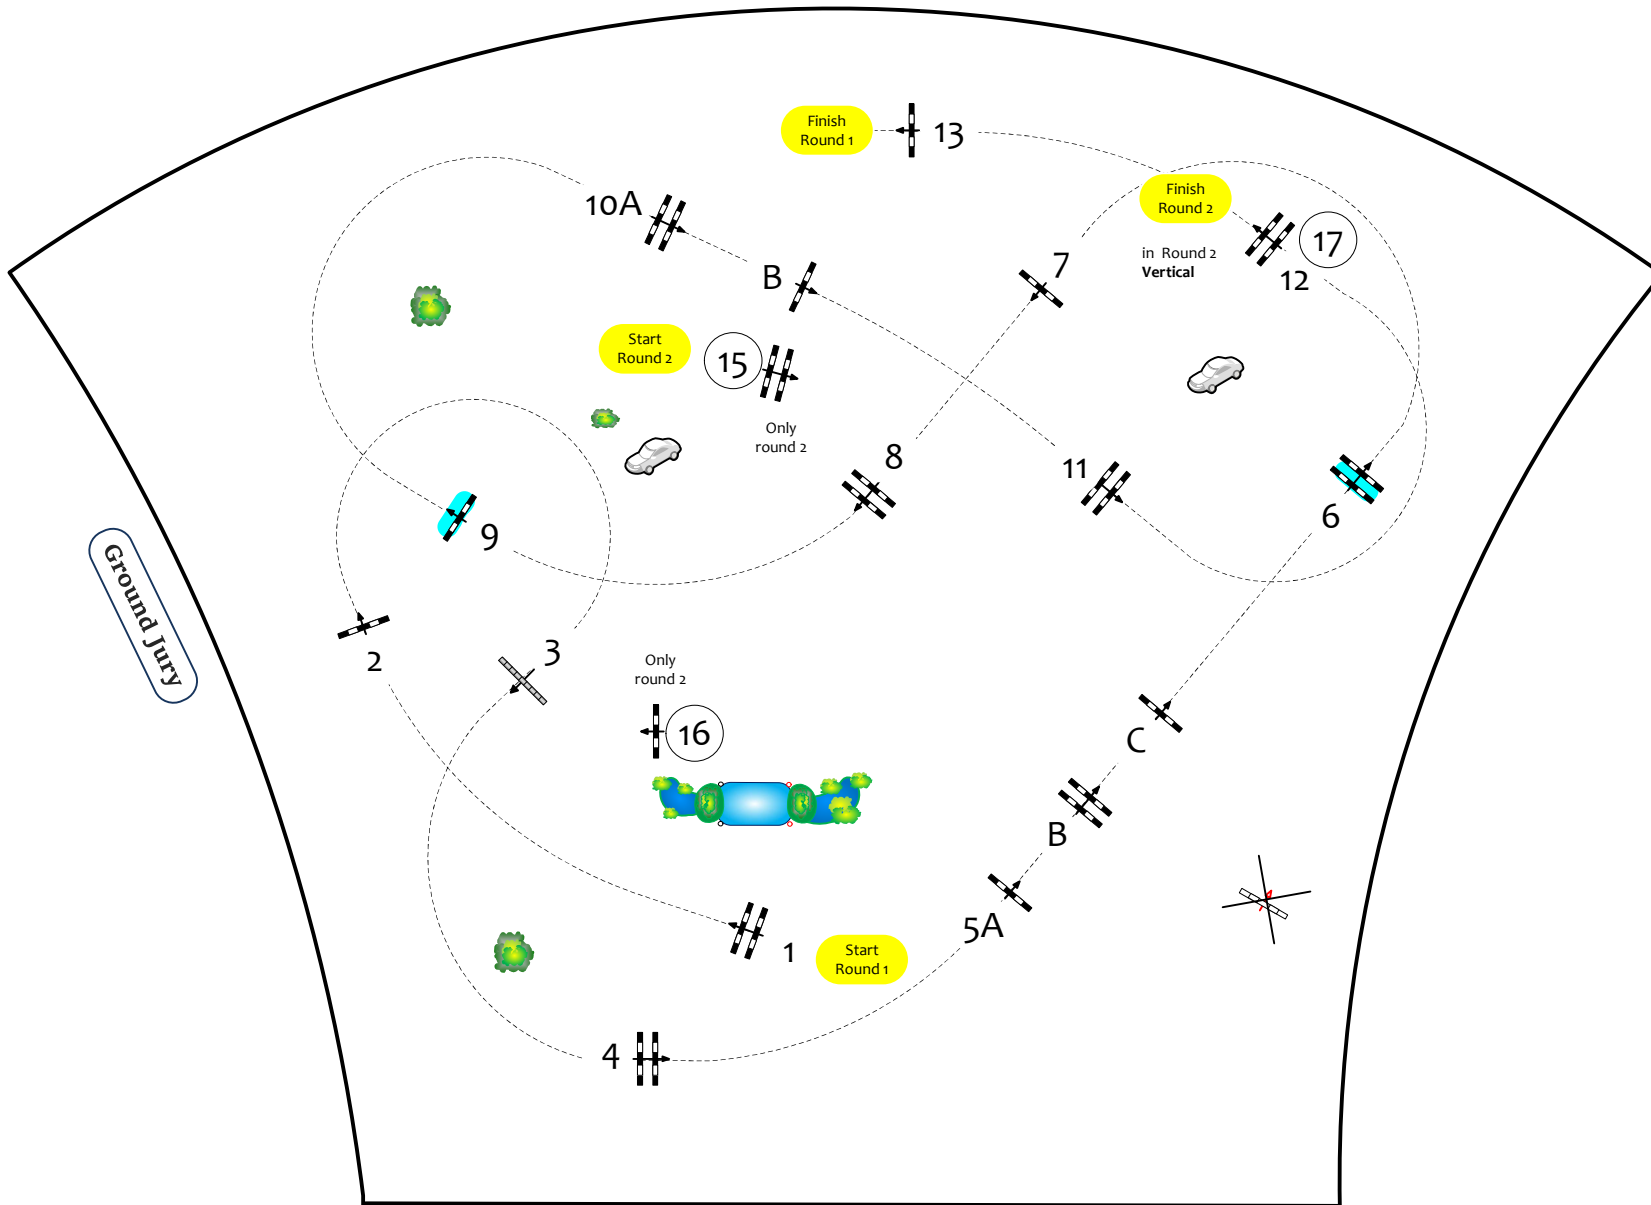 Finish
Round 1
13
10A
Finish
Round 2
17
in Round 2
Vertical
12
7
B
Start
Round 2
15
Only
round 2
8
11
6
9
Ground Jury
2
3
Only
round 2
16
C
B
5A
1
Start
Round 1
4